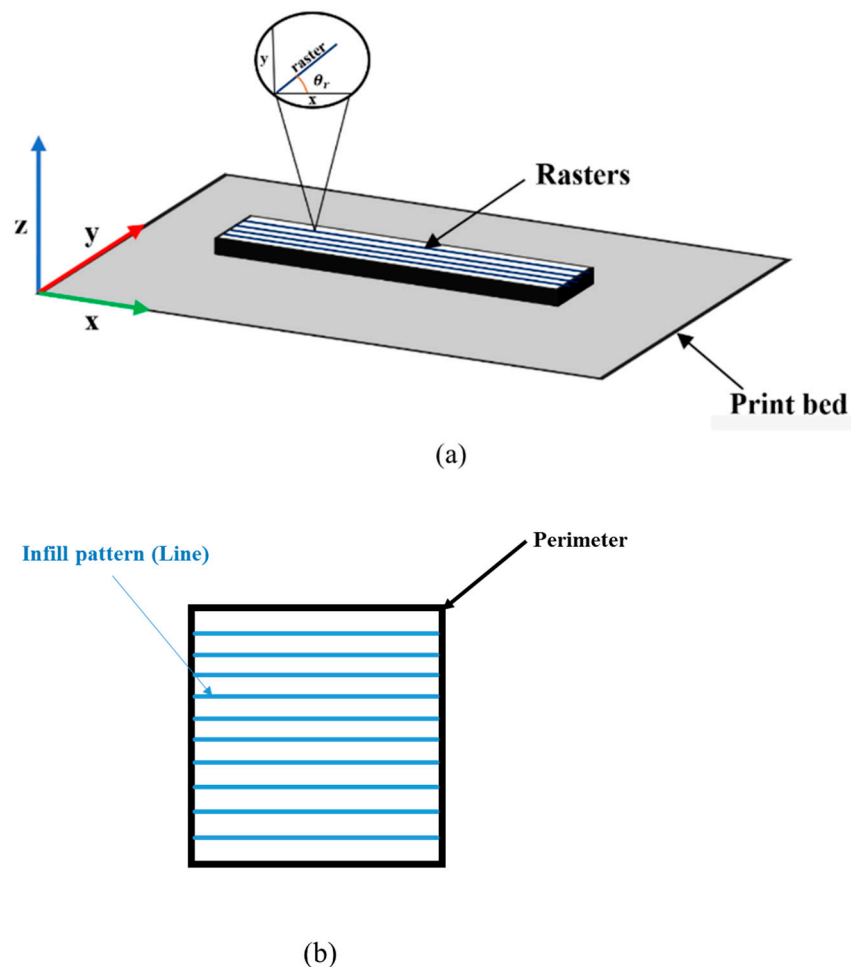 y
raster
θr
x
Rasters
z
y
x
Print bed
(a)
Infill pattern (Line)
Perimeter
(b)